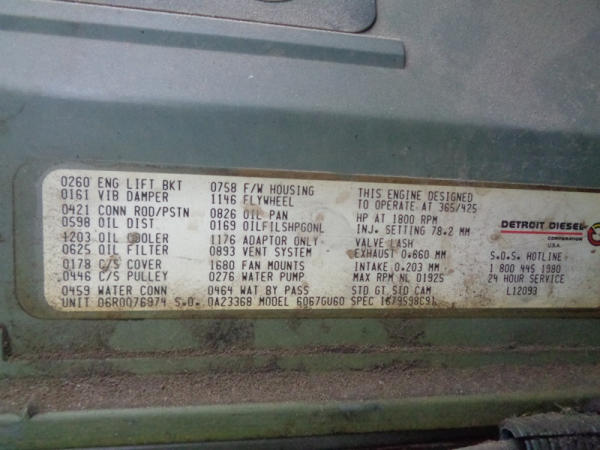 0260 ENG LIFT BKT
0161 VIB DAMPER
0421 CONN ROD/PSTN
0598 OIL DIST
1203 OIL COOLER
0625 OIL FILTER
0178 C/S COVER
0446 C/S PULLEY
0459 WATER CONN
0758 F/W HOUSING
1146 FLYWHEEL
0826 OIL PAN
0169 OILFILSHPGONL
1176 ADAPTOR ONLY
0893 VENT SYSTEM
1680 FAN MOUNTS
0276 WATER PUMP
0464 WAT BY PASS
THIS ENGINE DESIGNED
TO OPERATE AT 365/425
HP AT 1800 RPM
INJ. SETTING 78.2 MM
VALVE LASH
EXHAUST 0.660 MM
INTAKE 0.203 MM
MAX RPM NL 01925
STD GT STD CAM
UNIT 06R0076974 S.O. 0A23368 MODEL 6067GU60 SPEC 1679598C91
DETROIT DIESEL
CORPORATION
U.S.A.
S.O.S. HOTLINE
1 800 445 1980
24 HOUR SERVICE
L12093